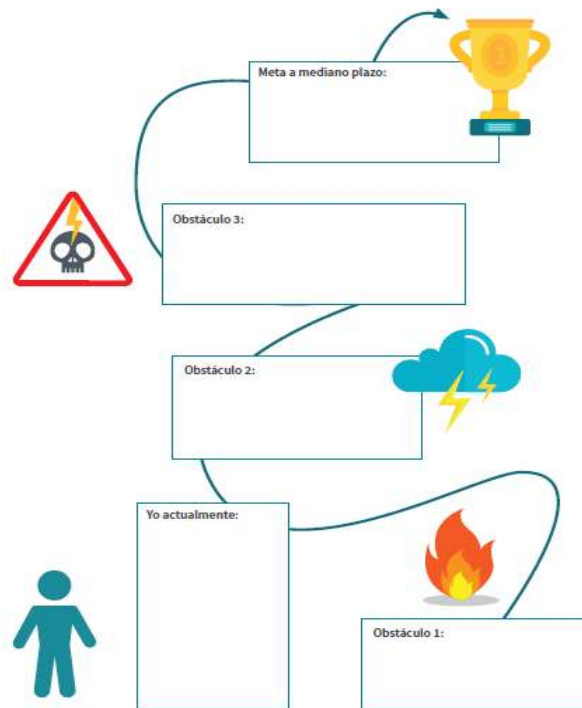 Meta a mediano plazo:
Obstáculo 3:
Obstáculo 2:
Yo actualmente:
Obstáculo 1: